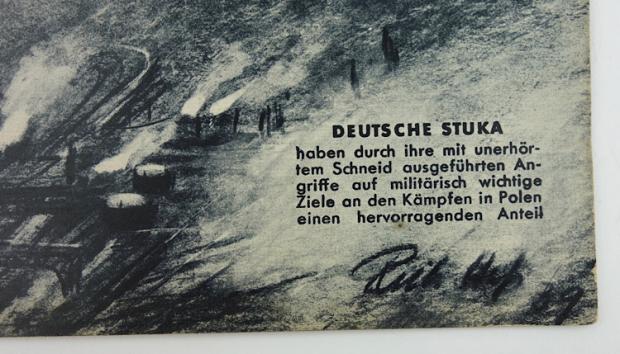 DEUTSCHE STUKA
haben durch ihre mit unerhör-
tem Schneid ausgeführten An-
griffe auf militärisch wichtige
Ziele an den Kämpfen in Polen
einen hervorragenden Anteil